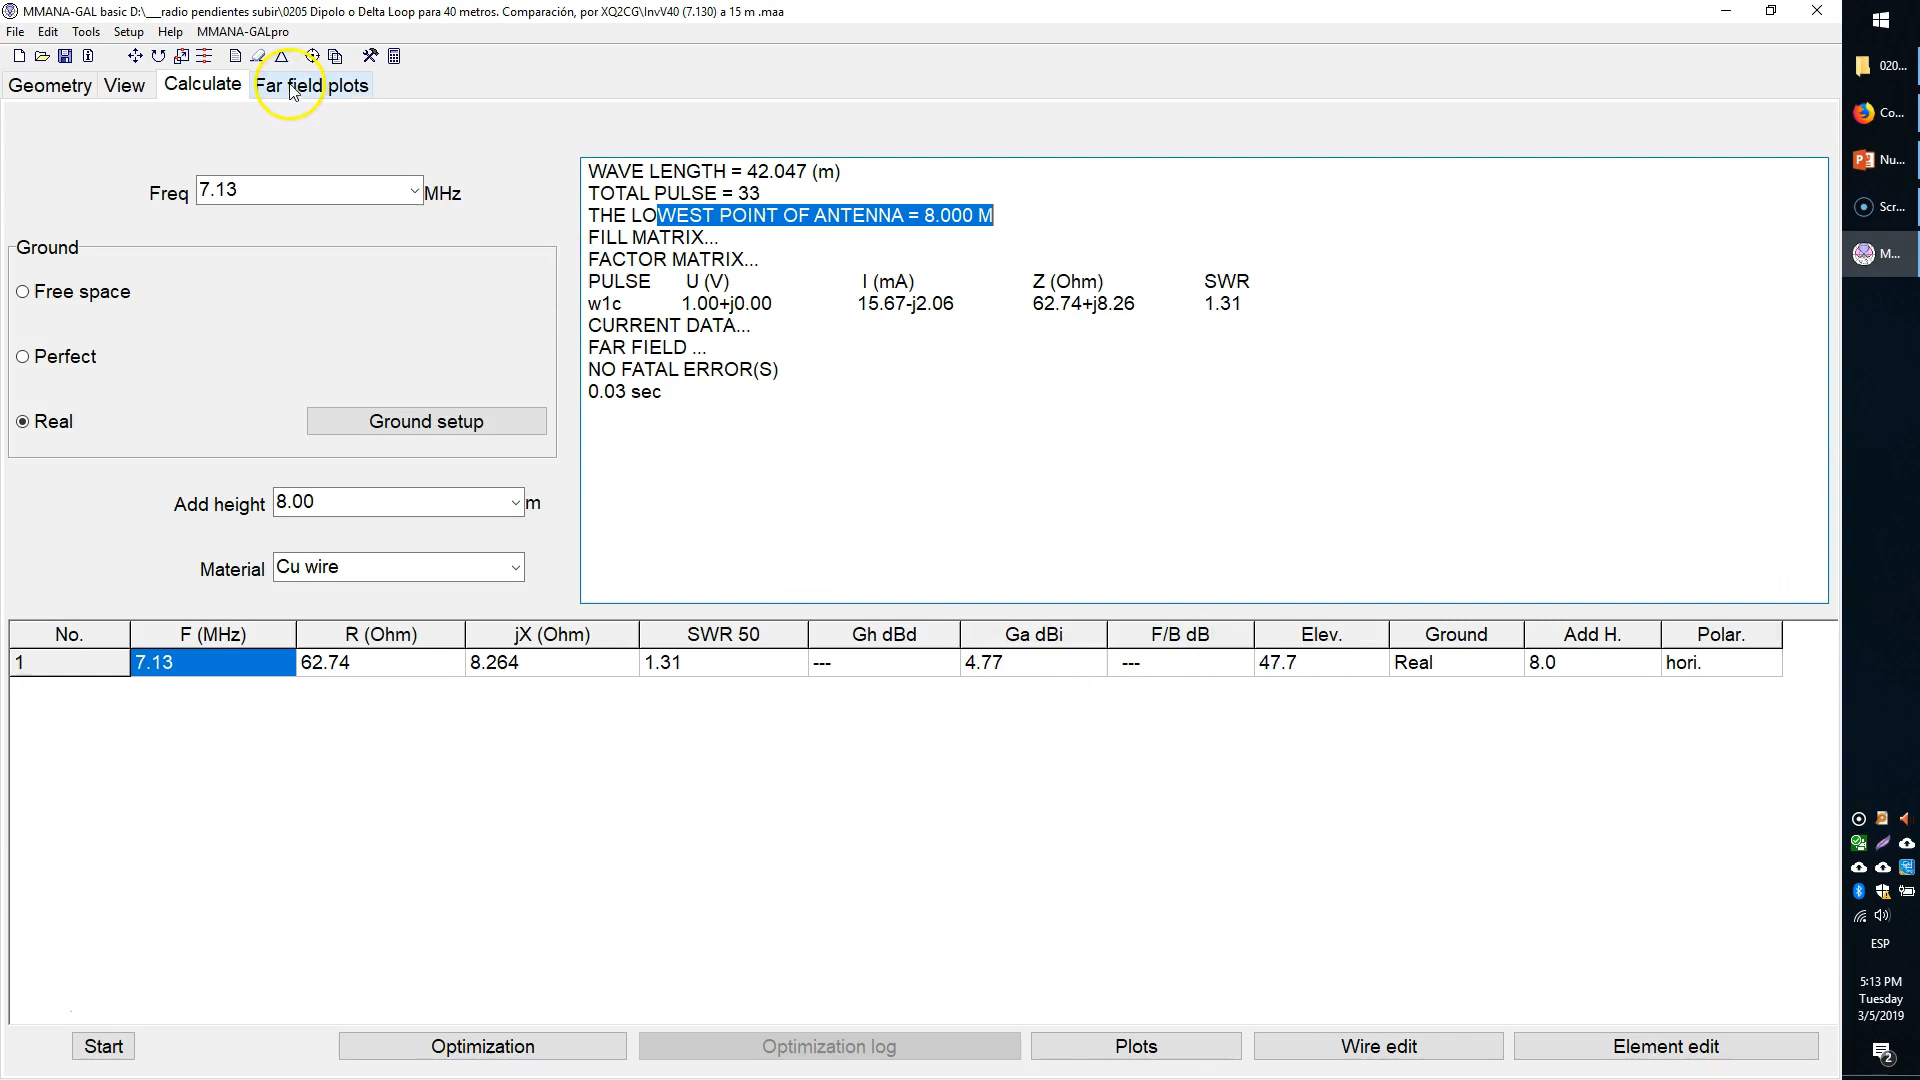 MMANA-GAL basic D:\___radio pendientes subir\0205 Dipolo o Delta Loop para 40 metros. Comparación, por XQ2CG\InvV40 (7.130) a 15 m .maa
File Edit Tools Setup Help MMANA-GALpro
Geometry View Calculate Far field plots
Freq 7.13 MHz
Ground
Free space
Perfect
Real Ground setup
Add height 8.00 m
Material Cu wire
WAVE LENGTH = 42.047 (m)
TOTAL PULSE = 33
THE LOWEST POINT OF ANTENNA = 8.000 M
FILL MATRIX...
FACTOR MATRIX...
PULSE U (V) I (mA) Z (Ohm) SWR
w1c 1.00+j0.00 15.67-j2.06 62.74+j8.26 1.31
CURRENT DATA...
FAR FIELD ...
NO FATAL ERROR(S)
0.03 sec
No. F (MHz) R (Ohm) jX (Ohm) SWR 50 Gh dBd Ga dBi F/B dB Elev. Ground Add H. Polar.
1 7.13 62.74 8.264 1.31 --- 4.77 --- 47.7 Real 8.0 hori.
Start Optimization Optimization log Plots Wire edit Element edit
020...
Co...
Nu...
Scr...
M...
ESP
5:13 PM
Tuesday
3/5/2019
2